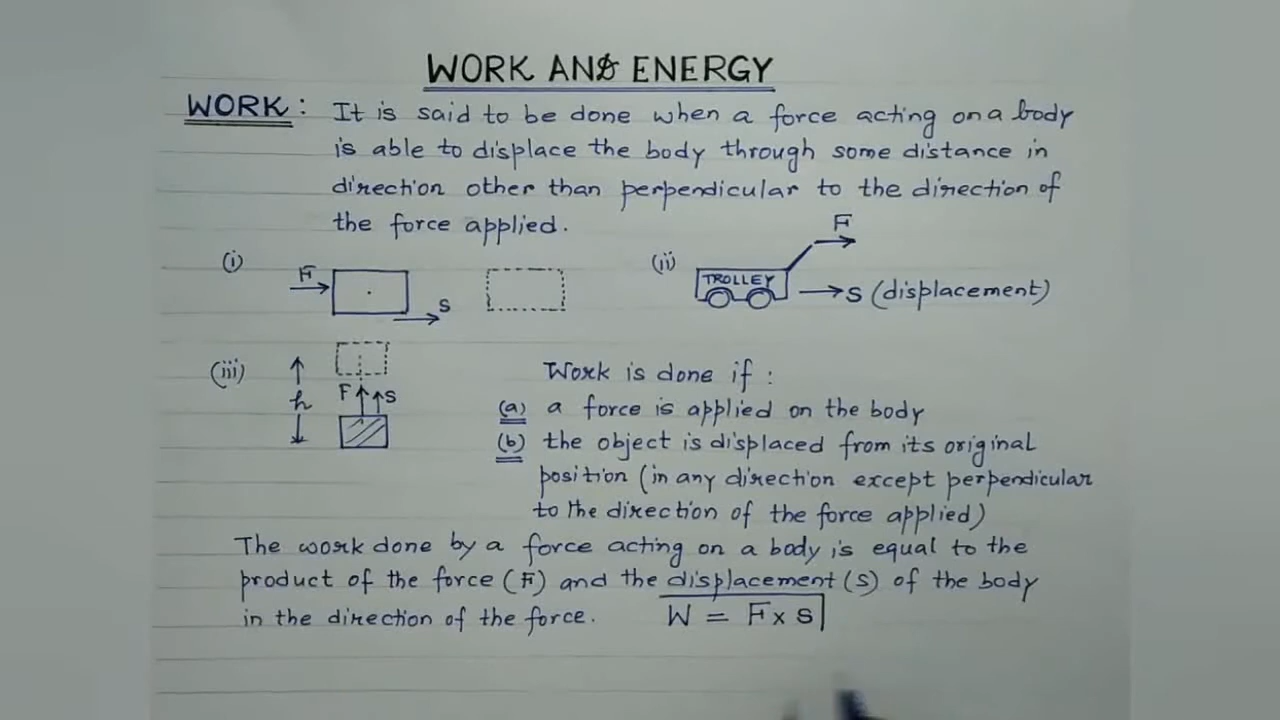 WORK AND ENERGY
WORK : It is said to be done when a force acting on a body
is able to displace the body through some distance in
direction other than perpendicular to the direction of
the force applied.
(i) F S
(ii) TROLLEY F S (displacement)
(iii) h F S
Work is done if :
(a) a force is applied on the body
(b) the object is displaced from its original
position (in any direction except perpendicular
to the direction of the force applied)
The work done by a force acting on a body is equal to the
product of the force (F) and the displacement (s) of the body
in the direction of the force. W = F x s